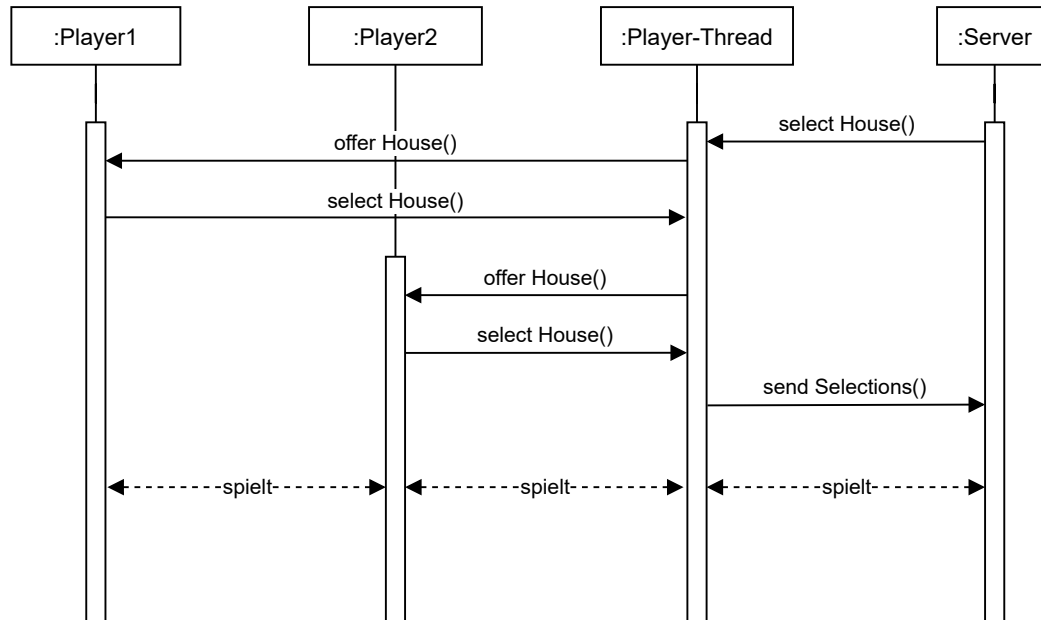 :Player1
:Player2
:Player-Thread
:Server
select House()
offer House()
select House()
offer House()
select House()
send Selections()
spielt
spielt
spielt